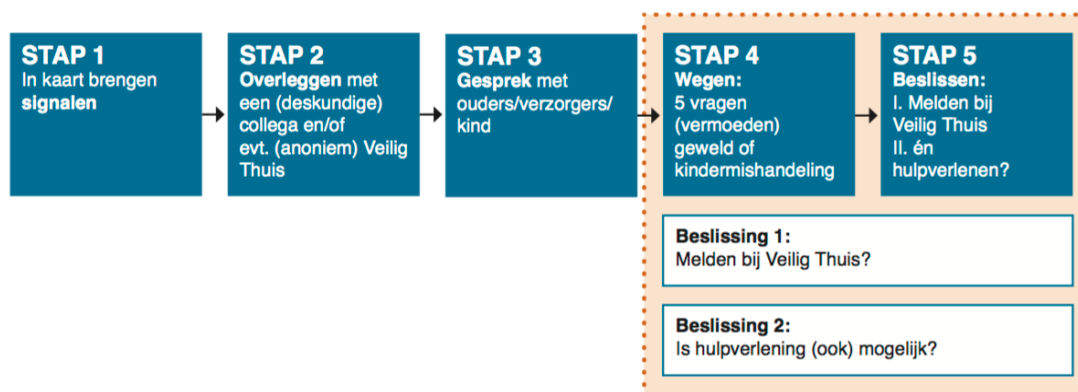 STAP 1
In kaart brengen
signalen
STAP 2
Overleggen met
een (deskundige)
collega en/of
evt. (anoniem) Veilig
Thuis
STAP 3
Gesprek met
ouders/verzorgers/
kind
STAP 4
Wegen:
5 vragen
(vermoeden)
geweld of
kindermishandeling
STAP 5
Beslissen:
I. Melden bij
Veilig Thuis
II. én
hulpverlenen?
Beslissing 1:
Melden bij Veilig Thuis?
Beslissing 2:
Is hulpverlening (ook) mogelijk?